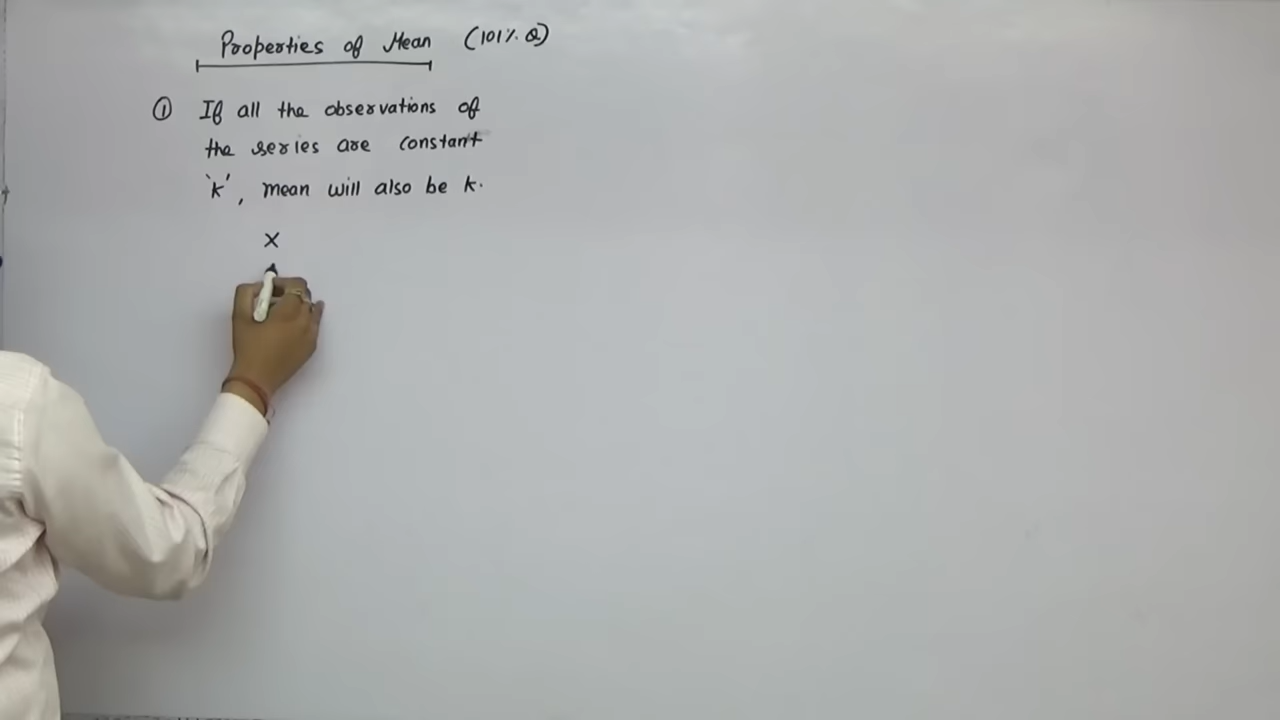 Properties of Mean (101% Q)
① If all the observations of
the series are constant
'k', mean will also be k.
X